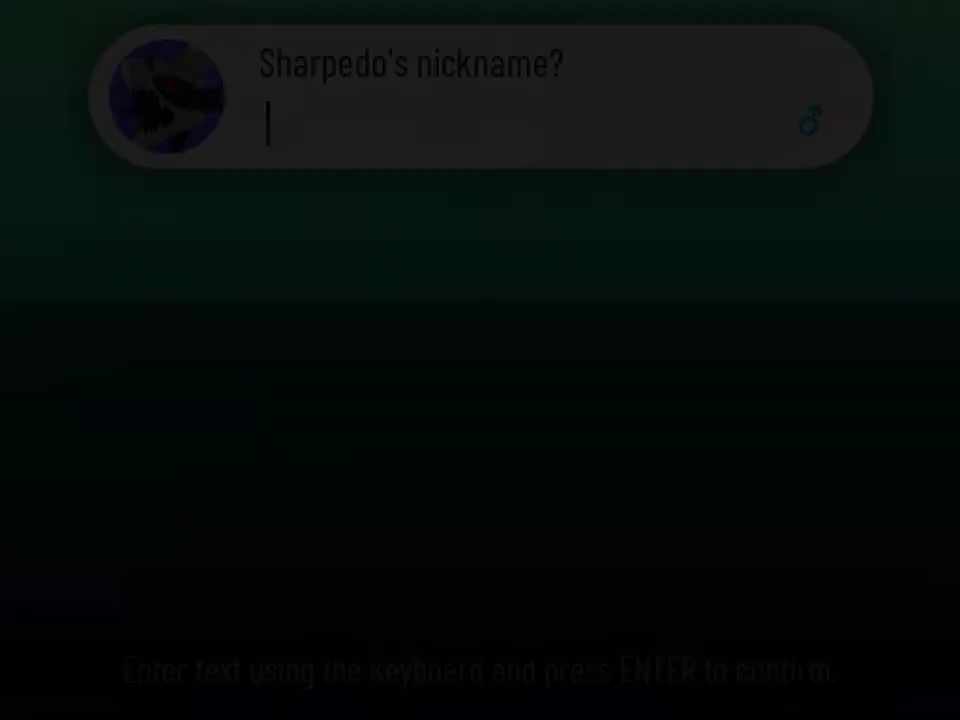 Sharpedo's nickname?
♂
Enter text using the keyboard and press ENTER to confirm.